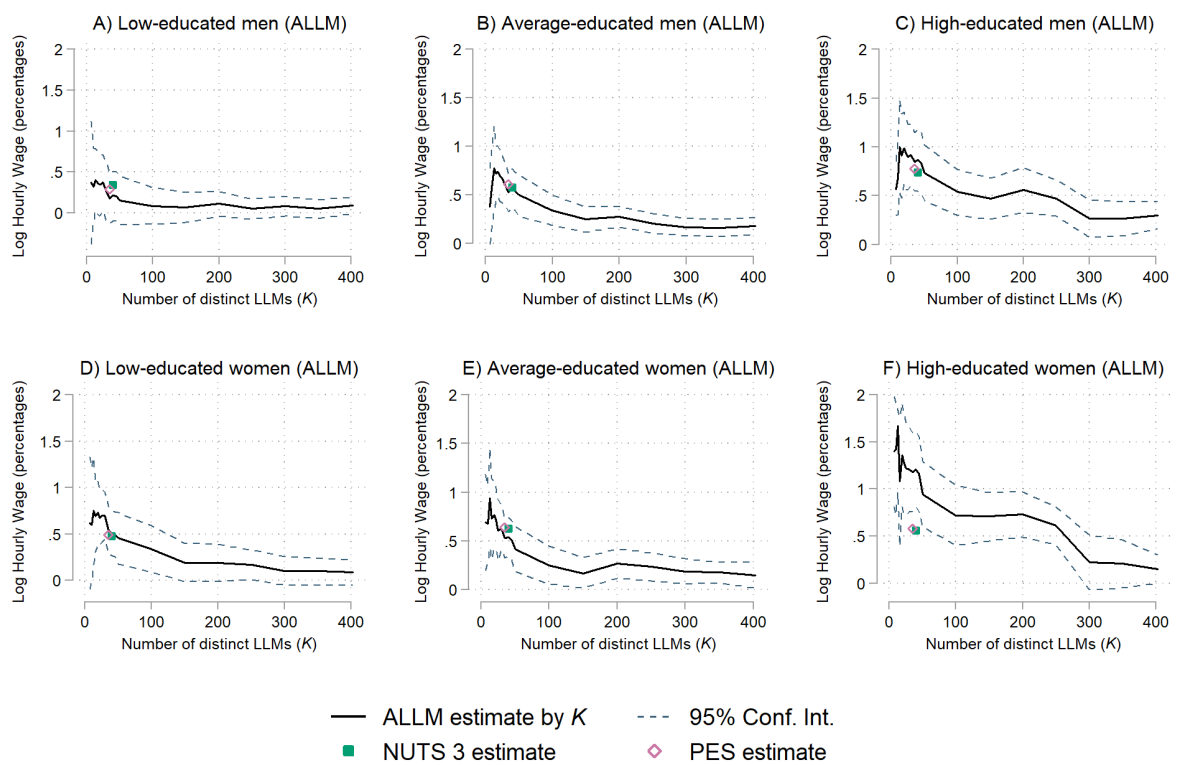 A) Low-educated men (ALLM)
Log Hourly Wage (percentages)
2
1.5
1
.5
0
0 100 200 300 400
Number of distinct LLMs (K)
B) Average-educated men (ALLM)
Log Hourly Wage (percentages)
2
1.5
1
.5
0
0 100 200 300 400
Number of distinct LLMs (K)
C) High-educated men (ALLM)
Log Hourly Wage (percentages)
2
1.5
1
.5
0
0 100 200 300 400
Number of distinct LLMs (K)
D) Low-educated women (ALLM)
Log Hourly Wage (percentages)
2
1.5
1
.5
0
0 100 200 300 400
Number of distinct LLMs (K)
E) Average-educated women (ALLM)
Log Hourly Wage (percentages)
2
1.5
1
.5
0
0 100 200 300 400
Number of distinct LLMs (K)
F) High-educated women (ALLM)
Log Hourly Wage (percentages)
2
1.5
1
.5
0
0 100 200 300 400
Number of distinct LLMs (K)
ALLM estimate by K
95% Conf. Int.
NUTS 3 estimate
PES estimate